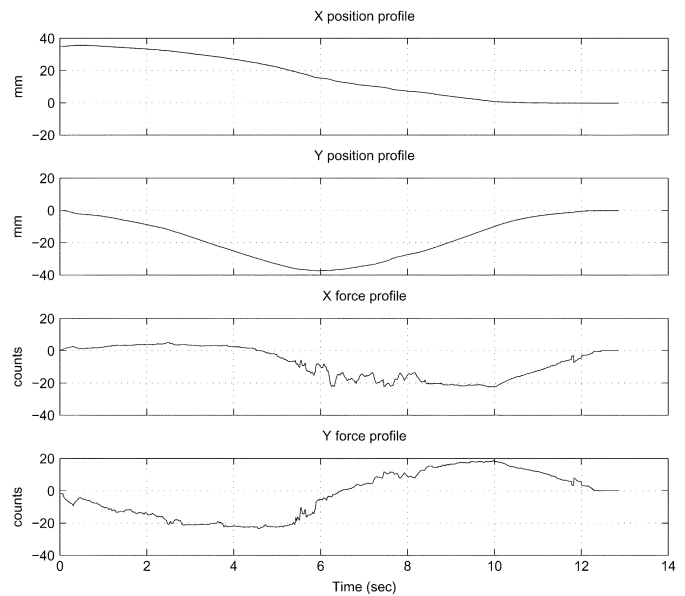 X position profile
40
20
0
−20
mm
Y position profile
20
0
−20
−40
mm
X force profile
20
0
−20
−40
counts
Y force profile
20
0
−20
−40
counts
0 2 4 6 8 10 12 14
Time (sec)